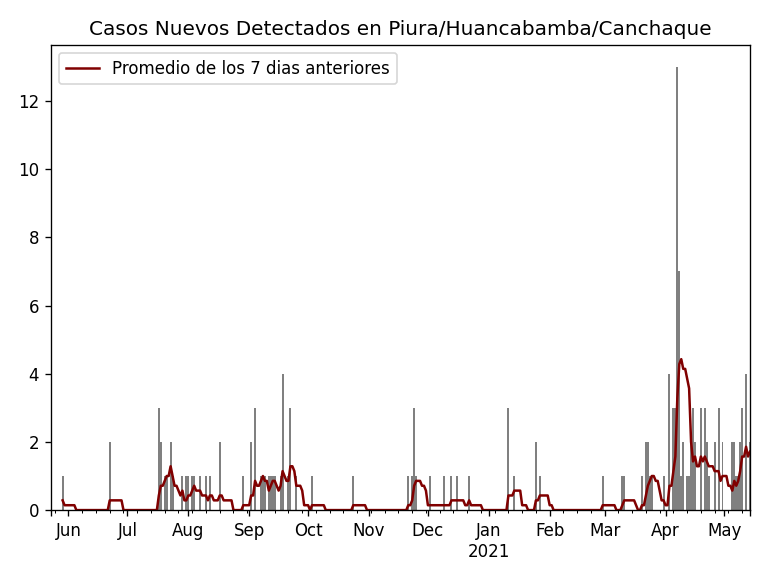 Casos Nuevos Detectados en Piura/Huancabamba/Canchaque
Promedio de los 7 dias anteriores
12
10
8
6
4
2
0
Jun Jul Aug Sep Oct Nov Dec Jan Feb Mar Apr May
2021